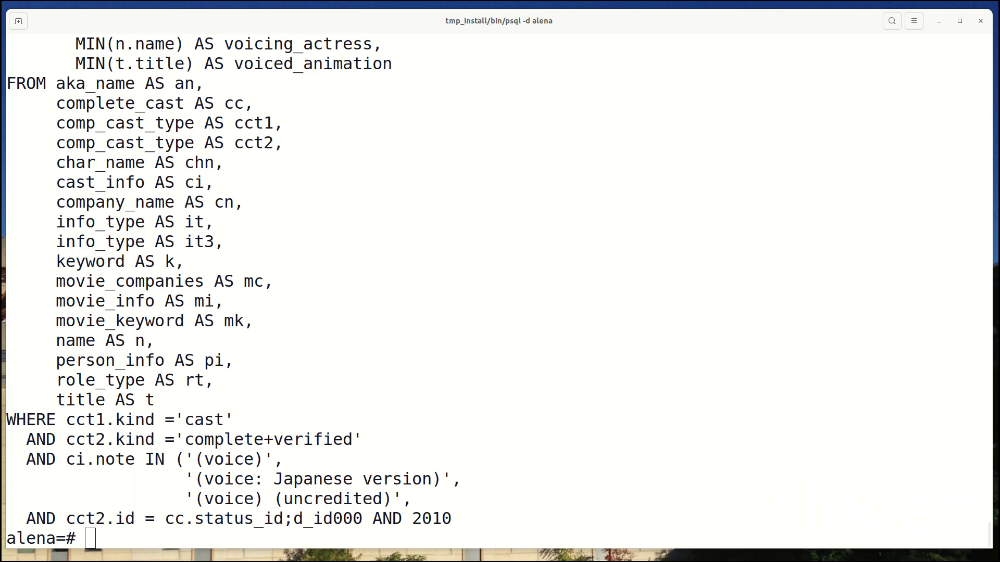 tmp_install/bin/psql -d alena
MIN(n.name) AS voicing_actress,
MIN(t.title) AS voiced_animation
FROM aka_name AS an,
complete_cast AS cc,
comp_cast_type AS cct1,
comp_cast_type AS cct2,
char_name AS chn,
cast_info AS ci,
company_name AS cn,
info_type AS it,
info_type AS it3,
keyword AS k,
movie_companies AS mc,
movie_info AS mi,
movie_keyword AS mk,
name AS n,
person_info AS pi,
role_type AS rt,
title AS t
WHERE cct1.kind ='cast'
AND cct2.kind ='complete+verified'
AND ci.note IN ('(voice)',
'(voice: Japanese version)',
'(voice) (uncredited)',
AND cct2.id = cc.status_id;d_id000 AND 2010
alena=#